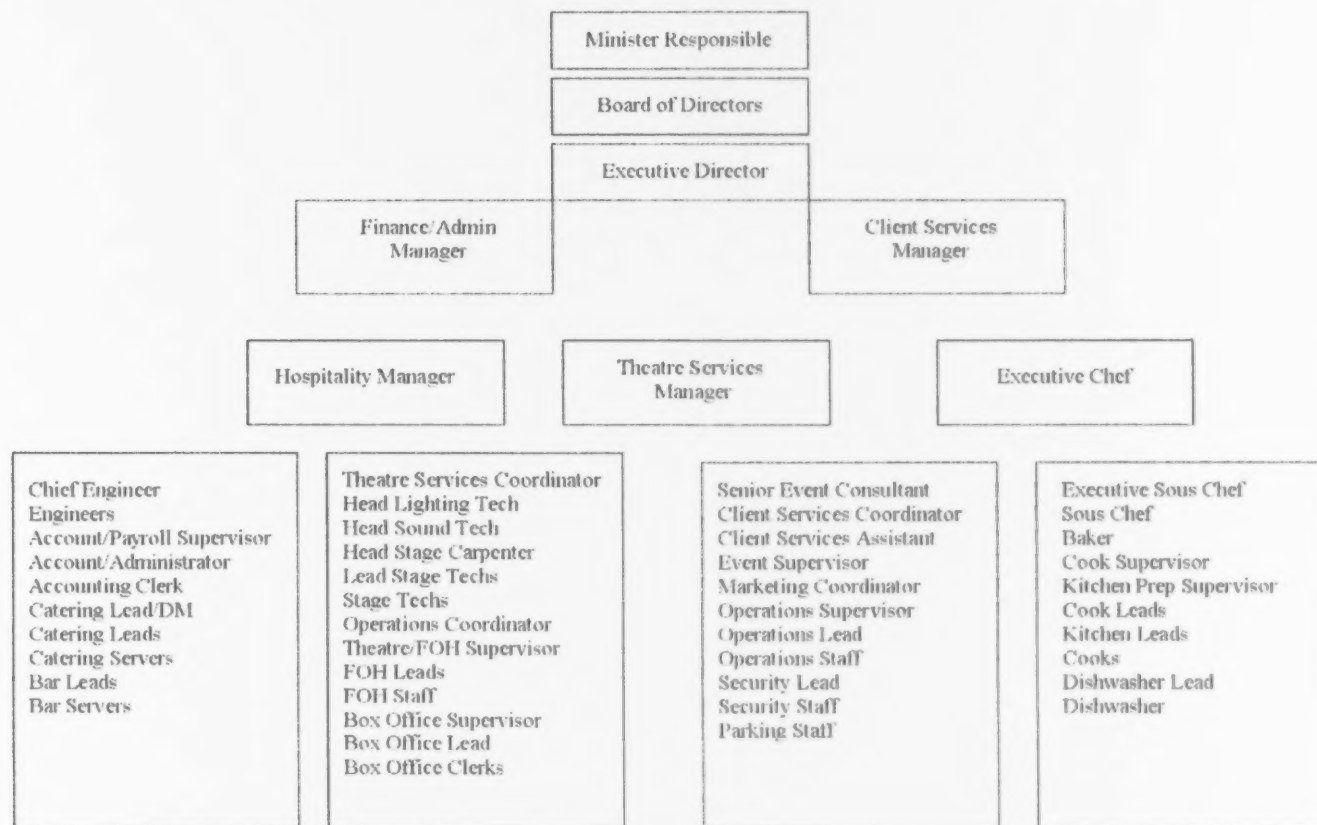 Minister Responsible
Board of Directors
Executive Director
Finance/Admin
Manager
Client Services
Manager
Hospitality Manager
Theatre Services
Manager
Executive Chef
Chief Engineer
Engineers
Account/Payroll Supervisor
Account/Administrator
Accounting Clerk
Catering Lead/DM
Catering Leads
Catering Servers
Bar Leads
Bar Servers
Theatre Services Coordinator
Head Lighting Tech
Head Sound Tech
Head Stage Carpenter
Lead Stage Techs
Stage Techs
Operations Coordinator
Theatre/FOH Supervisor
FOH Leads
FOH Staff
Box Office Supervisor
Box Office Lead
Box Office Clerks
Senior Event Consultant
Client Services Coordinator
Client Services Assistant
Event Supervisor
Marketing Coordinator
Operations Supervisor
Operations Lead
Operations Staff
Security Lead
Security Staff
Parking Staff
Executive Sous Chef
Sous Chef
Baker
Cook Supervisor
Kitchen Prep Supervisor
Cook Leads
Kitchen Leads
Cooks
Dishwasher Lead
Dishwasher